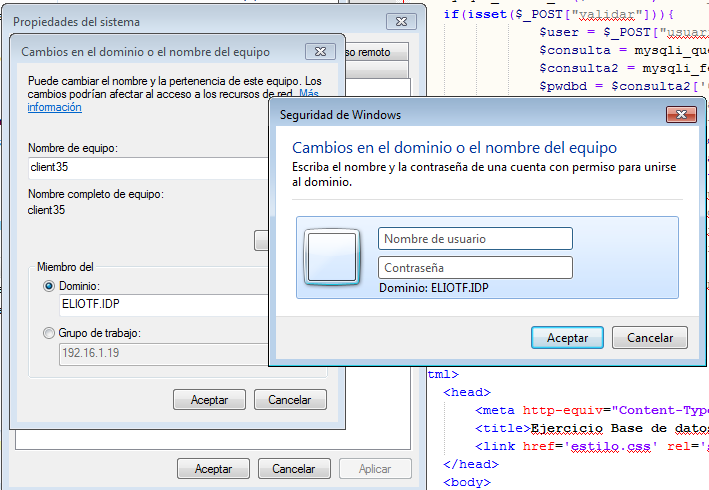 Propiedades del sistema
Cambios en el dominio o el nombre del equipo
so remoto
Puede cambiar el nombre y la pertenencia de este equipo. Los
cambios podrían afectar al acceso a los recursos de red. Más
información
Nombre de equipo:
client35
Nombre completo de equipo:
client35
Miembro del
Dominio:
ELIOTF.IDP
Grupo de trabajo:
192.16.1.19
Aceptar
Cancelar
Aceptar
Cancelar
Aplicar
Seguridad de Windows
Cambios en el dominio o el nombre del equipo
Escriba el nombre y la contraseña de una cuenta con permiso para unirse
al dominio.
Nombre de usuario
Contraseña
Dominio: ELIOTF.IDP
Aceptar
Cancelar
if(isset($_POST["validar"])){
$user = $_POST["usuar
$consulta = mysqli_que
$consulta2 = mysqli_fe
$pwdbd = $consulta2['
tml>
<head>
<meta http-equiv="Content-Type
<title>Ejercicio Base de datos
<link href='estilo.css' rel='s
</head>
<body>